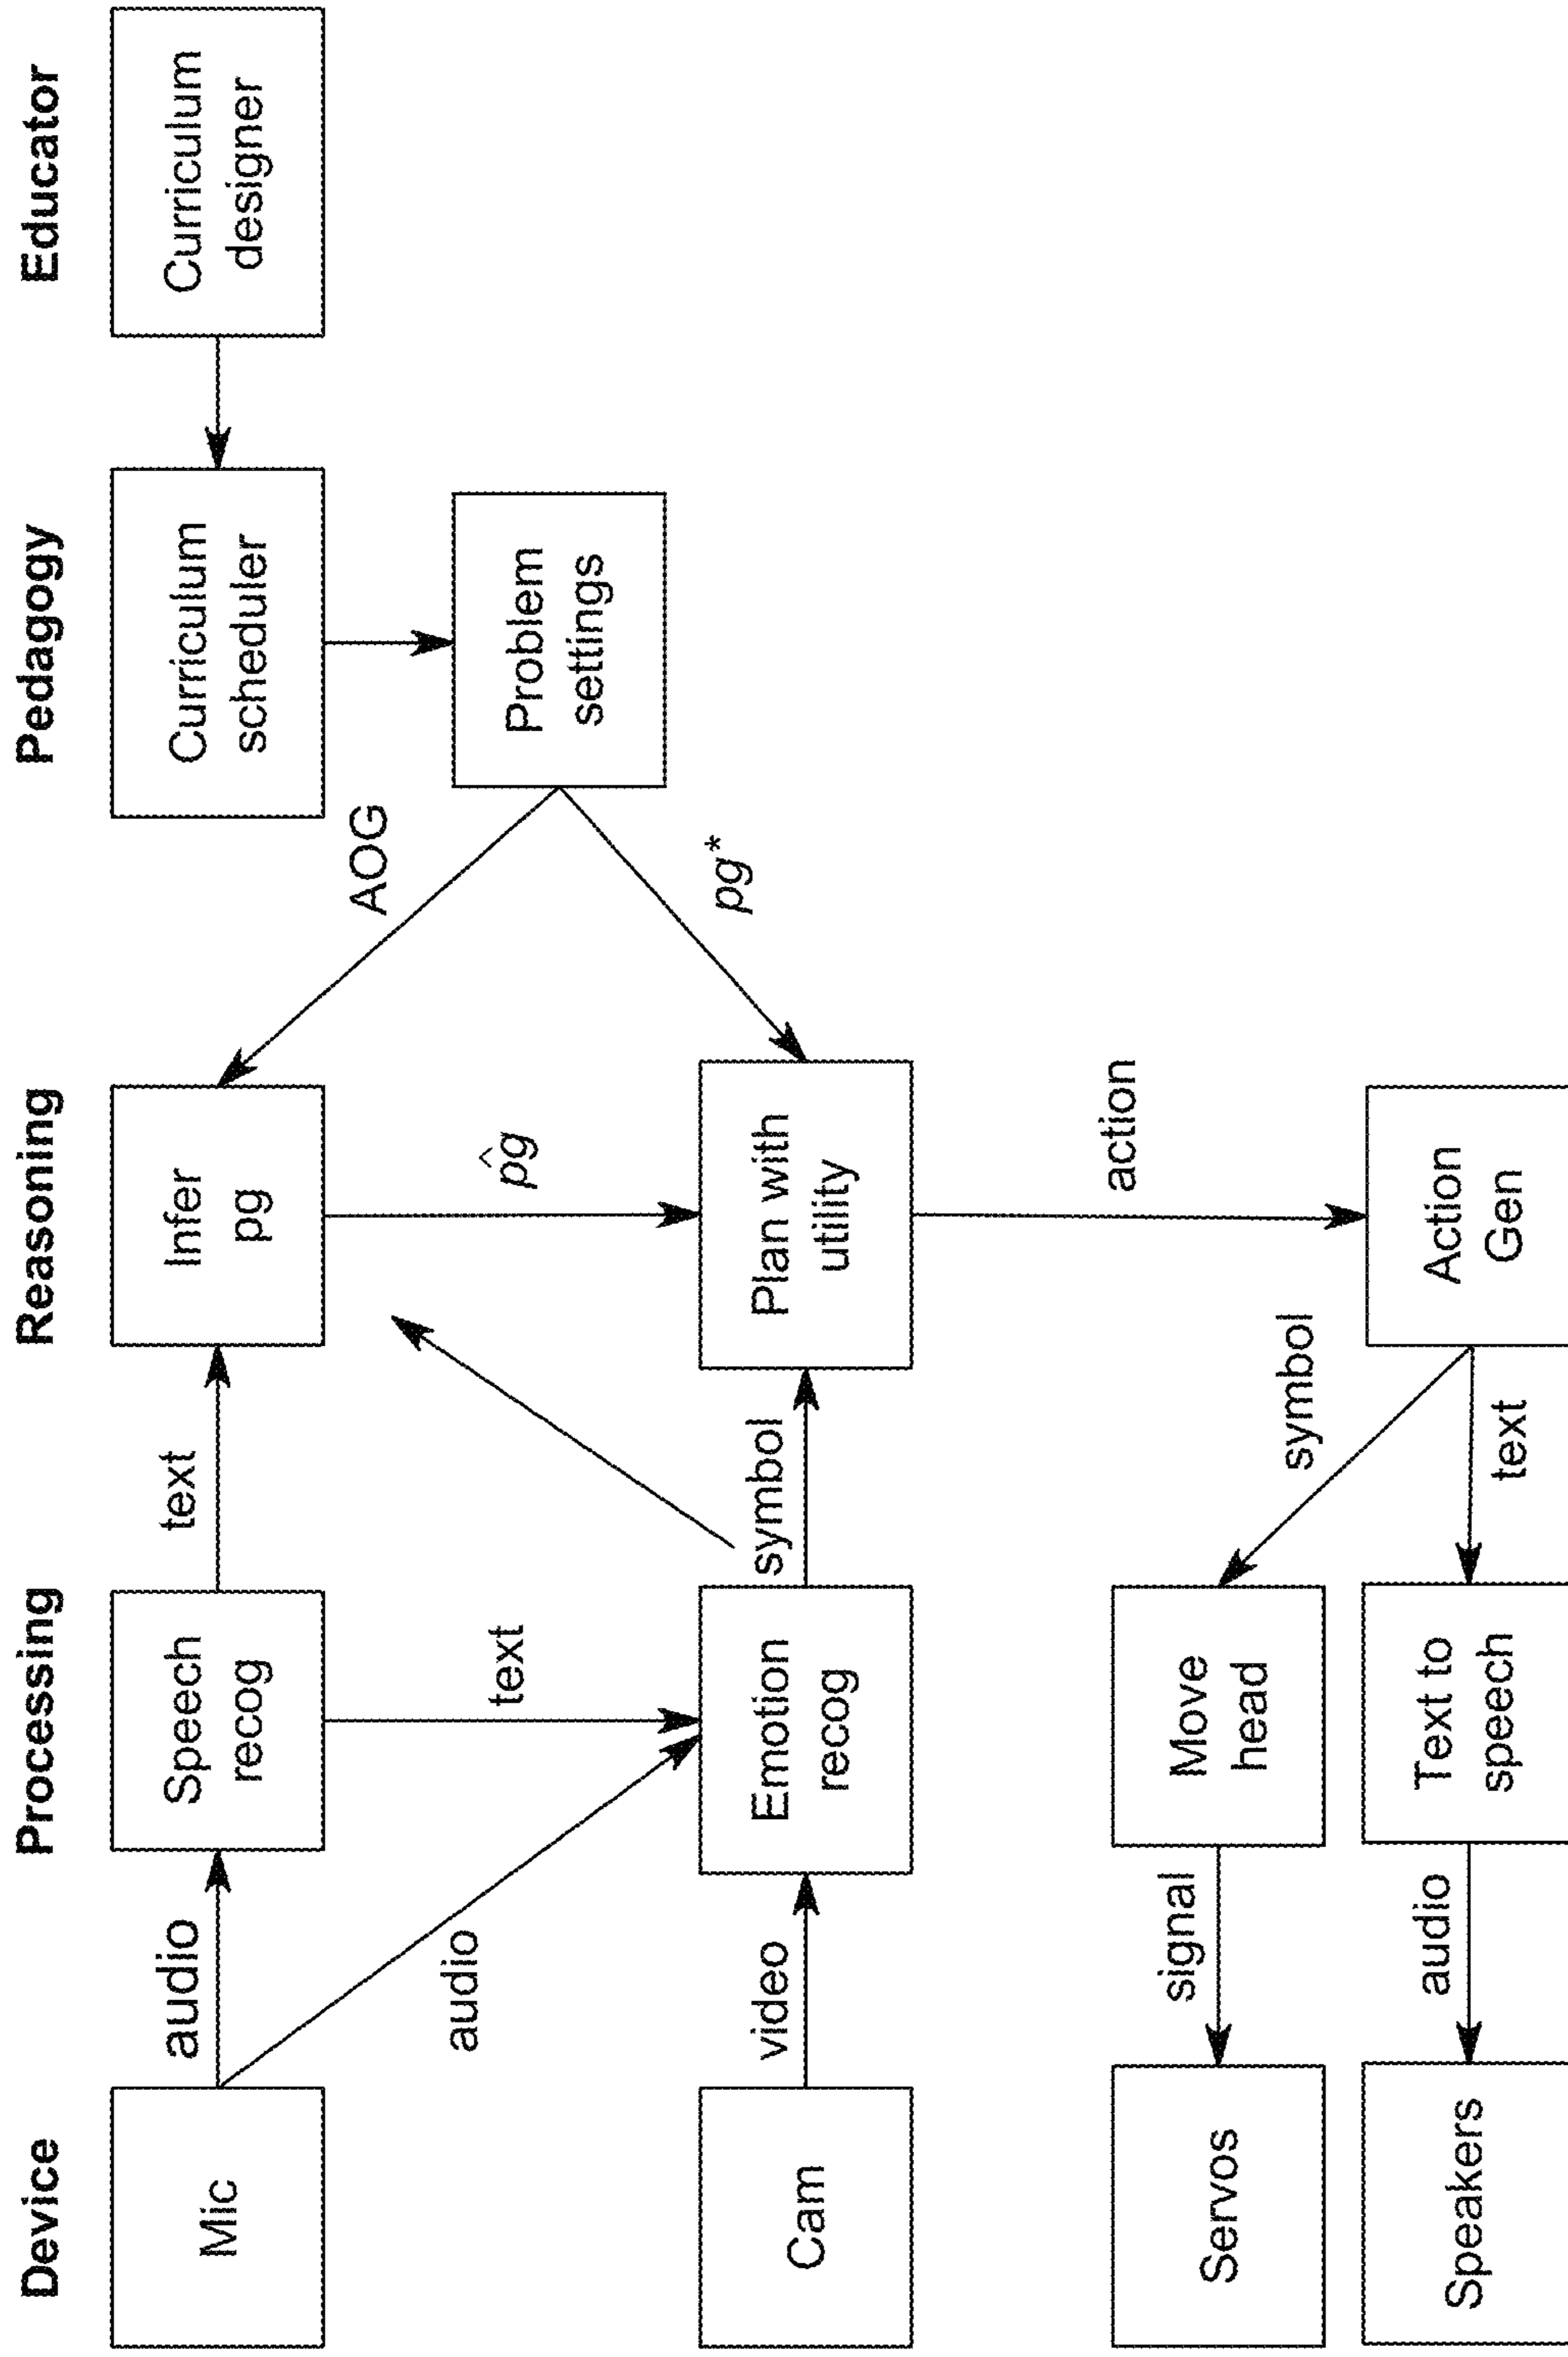 Device
Processing
Reasoning
Pedagogy
Educator
Mic
audio
Speech
recog
text
Infer
pg
Curriculum
scheduler
Curriculum
designer
audio
text
p̂g
AOG
Problem
settings
pg*
Cam
video
Emotion
recog
symbol
Plan with
utility
action
Servos
signal
Move
head
symbol
Speakers
audio
Text to
speech
text
Action
Gen